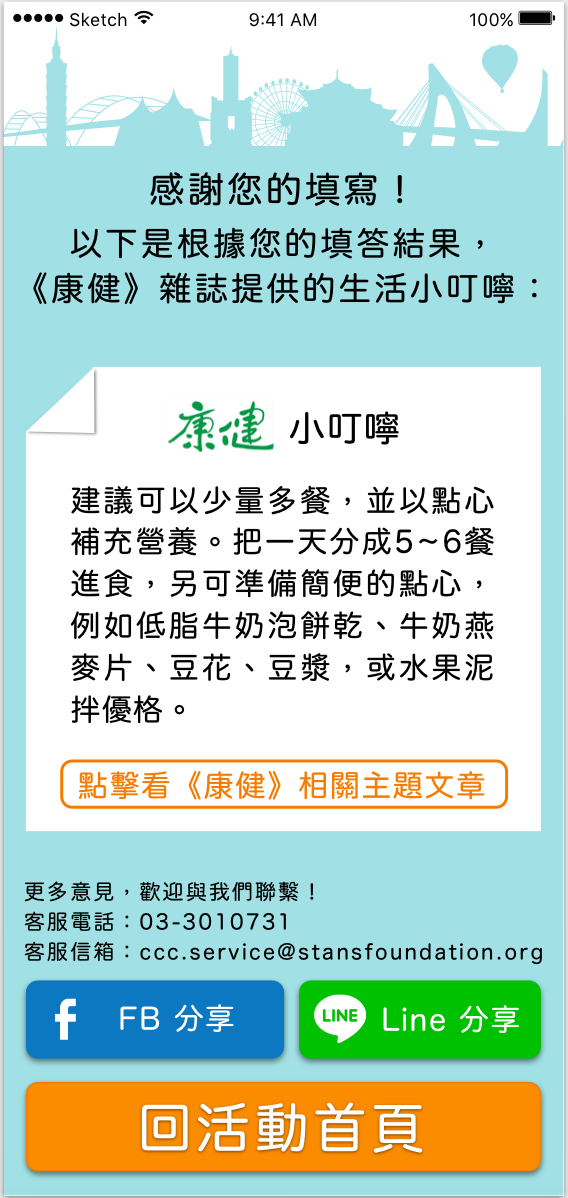 Sketch 9:41 AM 100%
感謝您的填寫！
以下是根據您的填答結果，
《康健》雜誌提供的生活小叮嚀：
康健 小叮嚀
建議可以少量多餐，並以點心
補充營養。把一天分成5~6餐
進食，另可準備簡便的點心，
例如低脂牛奶泡餅乾、牛奶燕
麥片、豆花、豆漿，或水果泥
拌優格。
點擊看《康健》相關主題文章
更多意見，歡迎與我們聯繫！
客服電話：03-3010731
客服信箱：ccc.service@stansfoundation.org
f FB 分享
LINE Line 分享
回活動首頁